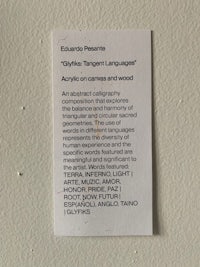 Eduardo Pesante
"Glyfiks: Tangent Languages"
Acrylic on canvas and wood
An abstract calligraphy
composition that explores
the balance and harmony of
triangular and circular sacred
geometries. The use of
words in different languages
represents the diversity of
human experience and the
specific words featured are
meaningful and significant to
the artist. Words featured:
TERRA, INFERNO, LIGHT |
ARTE, MUZIC, AMOR,
HONOR, PRIDE, PAZ |
ROOT, NOW, FUTUR |
ESP(AÑOL), ANGLO, TAINO
| GLYFIKS